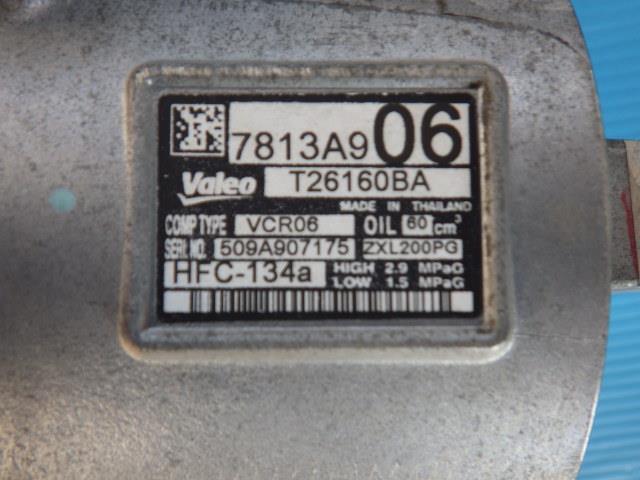 7813A906
Valeo T26160BA
MADE IN THAILAND
COMP TYPE VCR06 OIL 60 cm³
SERI. NO. 509A907175 ZXL200PG
HFC-134a HIGH 2.9 MPaG
LOW 1.5 MPaG